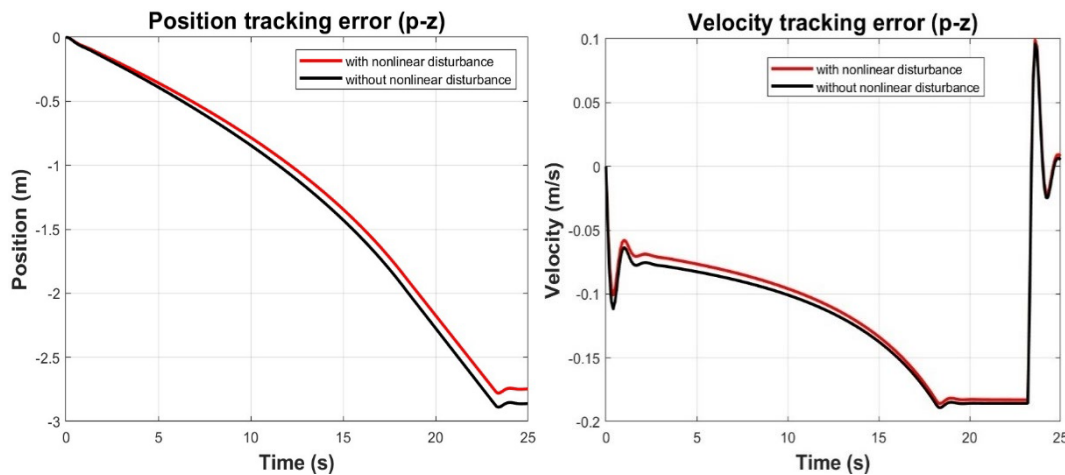 Position tracking error (p-z)
with nonlinear disturbance
without nonlinear disturbance
Position (m)
0
-0.5
-1
-1.5
-2
-2.5
-3
0
5
10
15
20
25
Time (s)
Velocity tracking error (p-z)
with nonlinear disturbance
without nonlinear disturbance
Velocity (m/s)
0.1
0.05
0
-0.05
-0.1
-0.15
-0.2
0
5
10
15
20
25
Time (s)